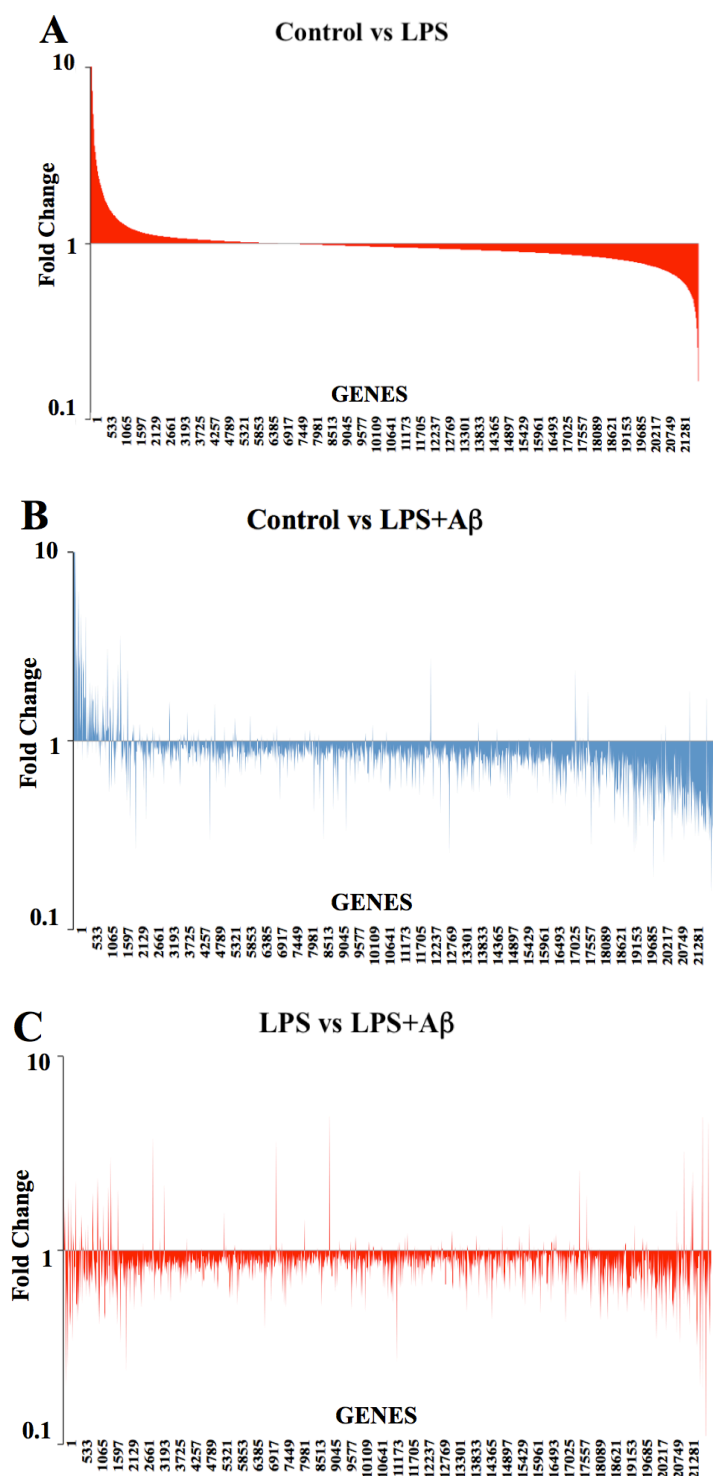 A
Control vs LPS
10
Fold Change
1
GENES
0.1
1 533 1065 1597 2129 2661 3193 3725 4257 4789 5321 5853 6385 6917 7449 7981 8513 9045 9577 10109 10641 11173 11705 12237 12769 13301 13833 14365 14897 15429 15961 16493 17025 17557 18089 18621 19153 19685 20217 20749 21281
B
Control vs LPS+Aβ
10
Fold Change
1
GENES
0.1
1 533 1065 1597 2129 2661 3193 3725 4257 4789 5321 5853 6385 6917 7449 7981 8513 9045 9577 10109 10641 11173 11705 12237 12769 13301 13833 14365 14897 15429 15961 16493 17025 17557 18089 18621 19153 19685 20217 20749 21281
C
LPS vs LPS+Aβ
10
Fold Change
1
GENES
0.1
1 533 1065 1597 2129 2661 3193 3725 4257 4789 5321 5853 6385 6917 7449 7981 8513 9045 9577 10109 10641 11173 11705 12237 12769 13301 13833 14365 14897 15429 15961 16493 17025 17557 18089 18621 19153 19685 20217 20749 21281